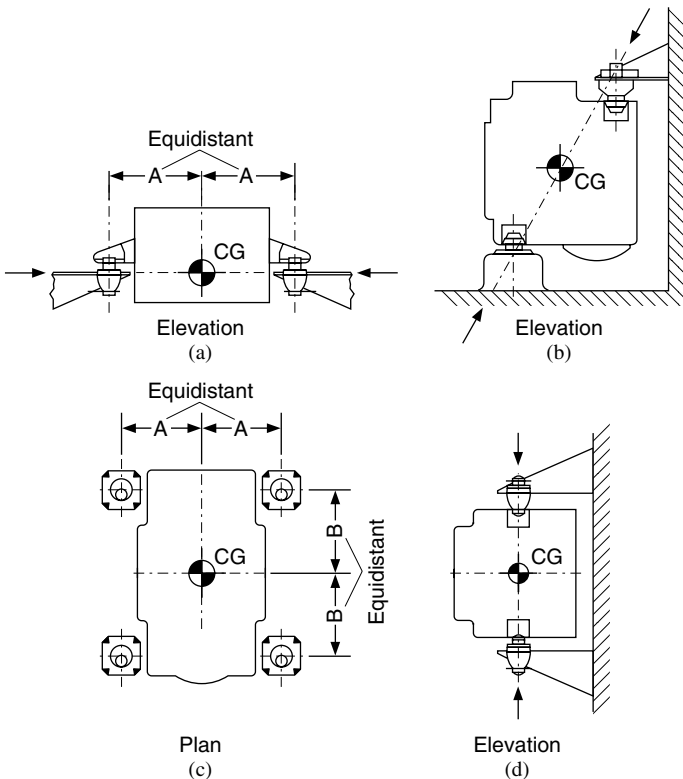 Equidistant
A A
CG
Elevation
(a)
CG
Elevation
(b)
Equidistant
A A
CG
B
B
Equidistant
Plan
(c)
CG
Elevation
(d)